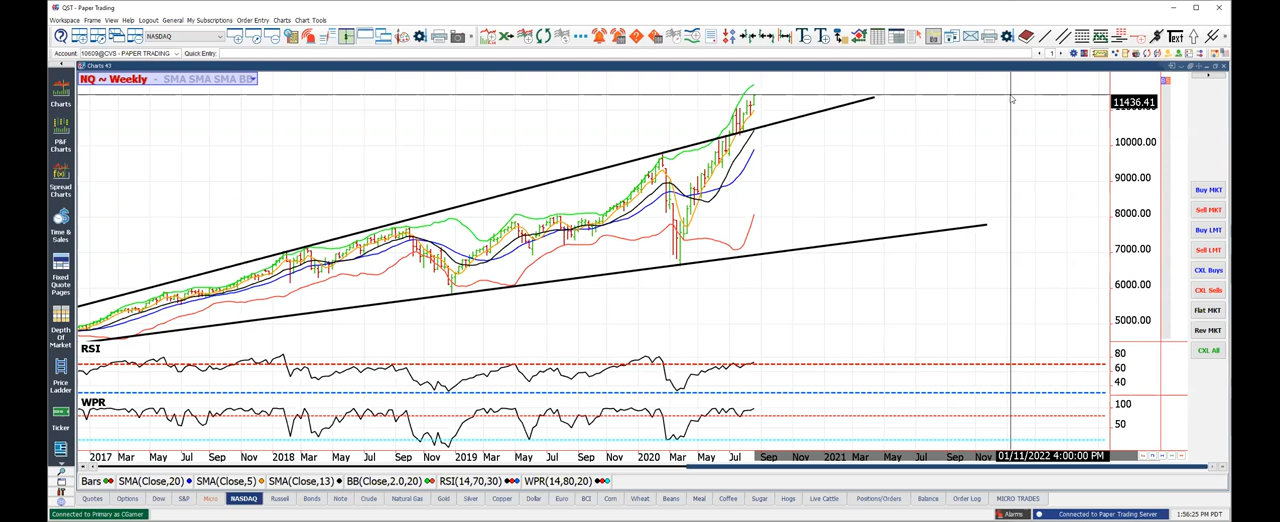 QST - Paper Trading
Workspace Frame Views Help Logout General My Subscriptions Order Entry Charts Chart Tools
NASDAQ
Text
Account: 10609@CVS - PAPER TRADING Quick Entry:
1
Charts 43
NQ ~ Weekly - SMA SMA SMA BB
Charts
P&F Charts
Spread Charts
Time & Sales
Fixed Quote Pages
Depth Of Market
Price Ladder
Ticker
11436.41
10000.00
9000.00
8000.00
7000.00
6000.00
5000.00
Buy MKT
Sell MKT
Buy LMT
Sell LMT
CXL Buys
CXL Sells
Flat MKT
Rev MKT
CXL All
RSI
80
60
40
WPR
100
50
2017 Mar May Jul Sep Nov 2018 Mar May Jul Sep Nov 2019 Mar May Jul Sep Nov 2020 Mar May Jul Sep Nov 2021 Mar May Jul Sep Nov 01/11/2022 4:00:00 PM
Bars SMA(Close,20) SMA(Close,5) SMA(Close,13) BB(Close,2.0,20) RSI(14,70,30) WPR(14,80,20)
Quotes Options Dow S&P Micro NASDAQ Russell Bonds Note Crude Natural Gas Gold Silver Copper Dollar Euro BCI Corn Wheat Beans Meal Coffee Sugar Hogs Live Cattle Positions/Orders Balance Order Log MICRO TRADES
Connected to Primary as CGarner Alarms Connected to Paper Trading Server 1:56:25 PM PDT